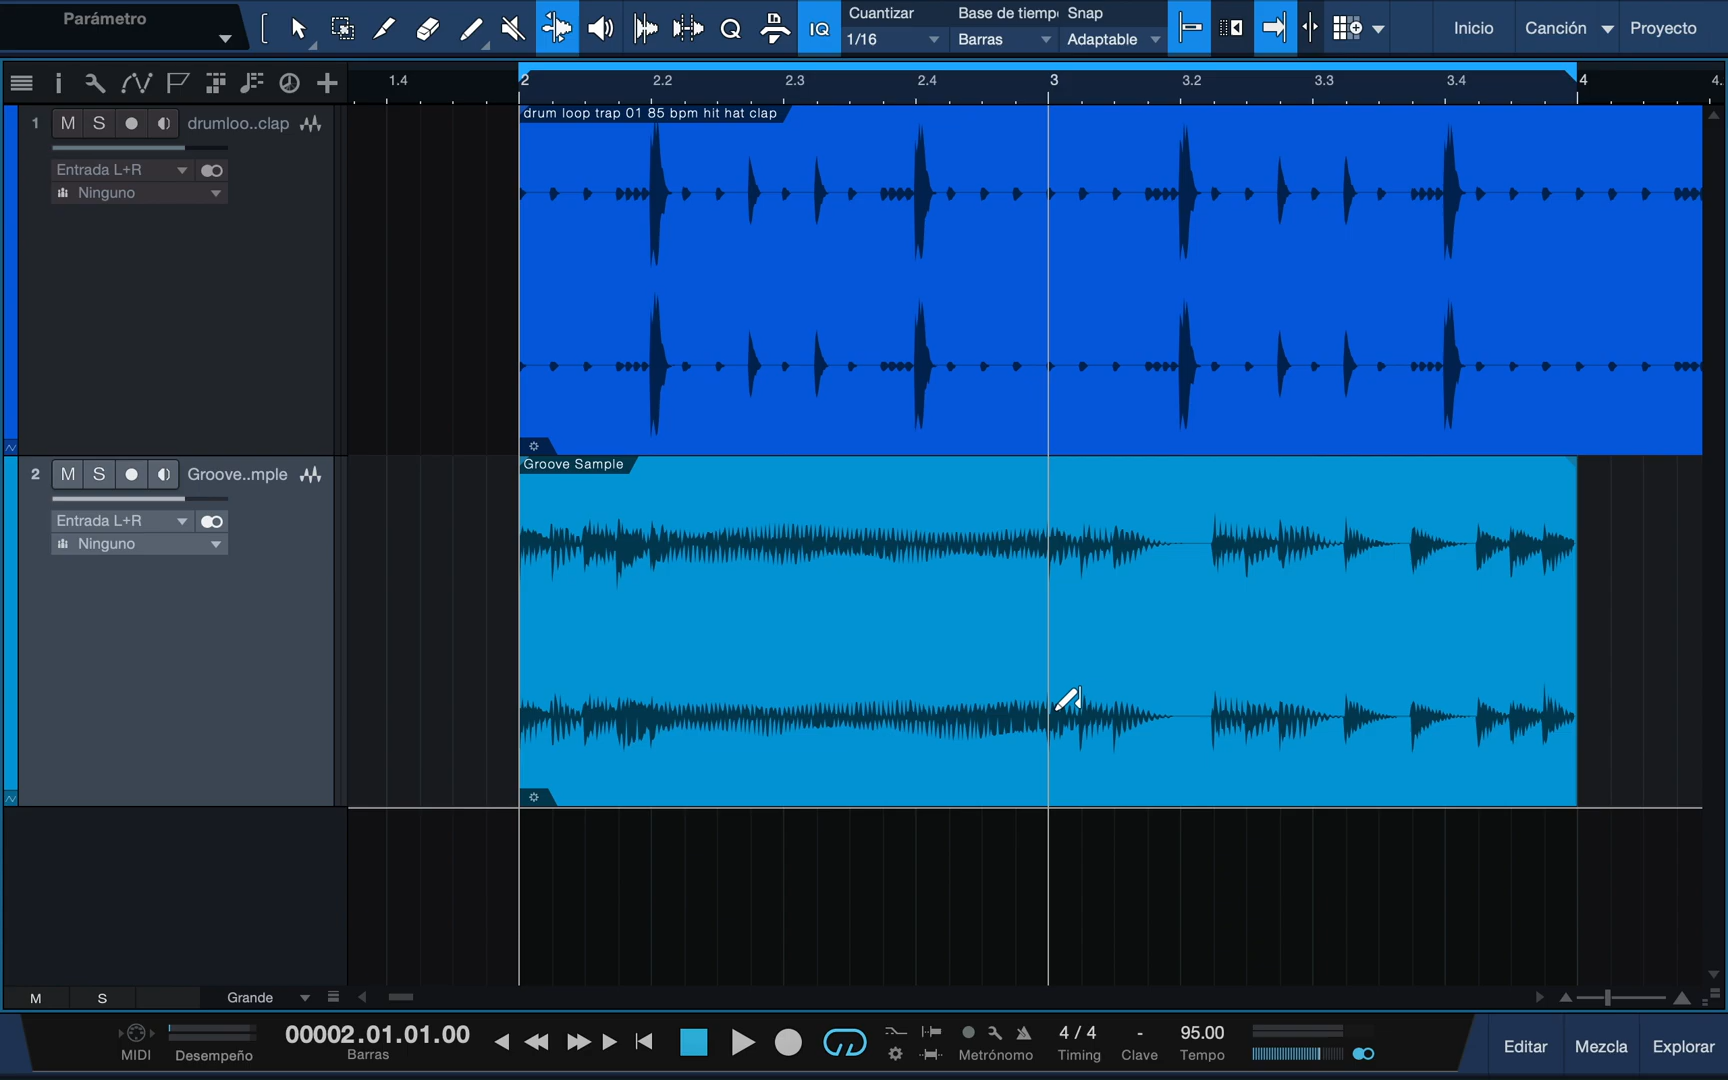 Parámetro
Cuantizar
1/16
Base de tiemp
Barras
Snap
Adaptable
IQ
Inicio
Canción
Proyecto
1.4
2
2.2
2.3
2.4
3
3.2
3.3
3.4
4
4.
1
M S
drumloo..clap
Entrada L+R
Ninguno
drum loop trap 01 85 bpm hit hat clap
2
M S
Groove..mple
Entrada L+R
Ninguno
Groove Sample
M
S
Grande
MIDI
Desempeño
00002.01.01.00
Barras
Metrónomo
4 / 4
Timing
-
Clave
95.00
Tempo
Editar
Mezcla
Explorar